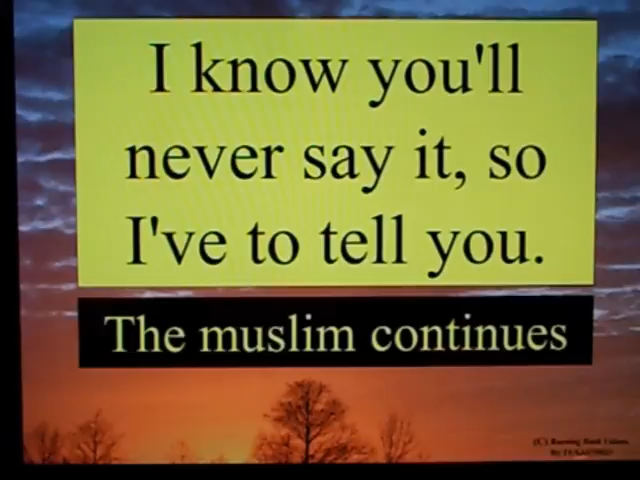 I know you'll
never say it, so
I've to tell you.
The muslim continues